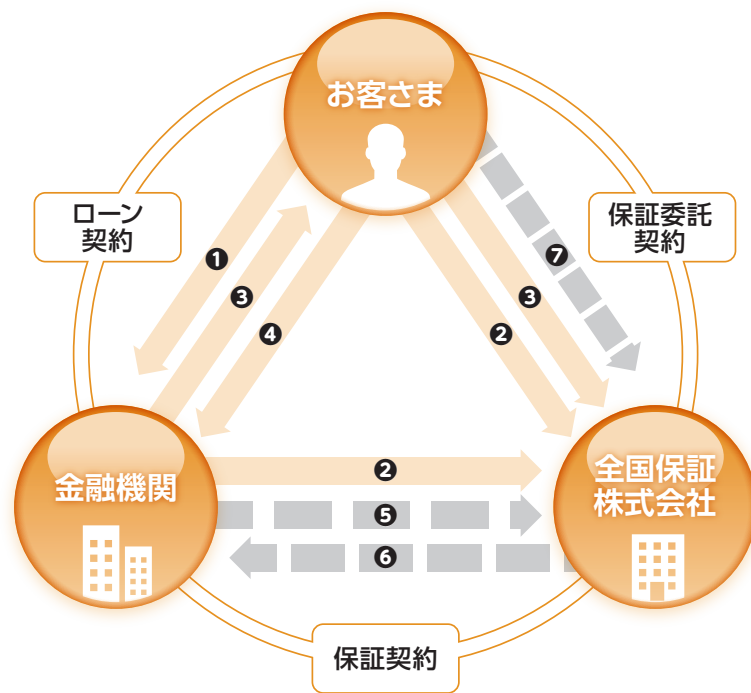 お客さま
ローン
契約
保証委託
契約
❶
❸
❹
❼
❸
❷
金融機関
全国保証
株式会社
❷
❺
❻
保証契約